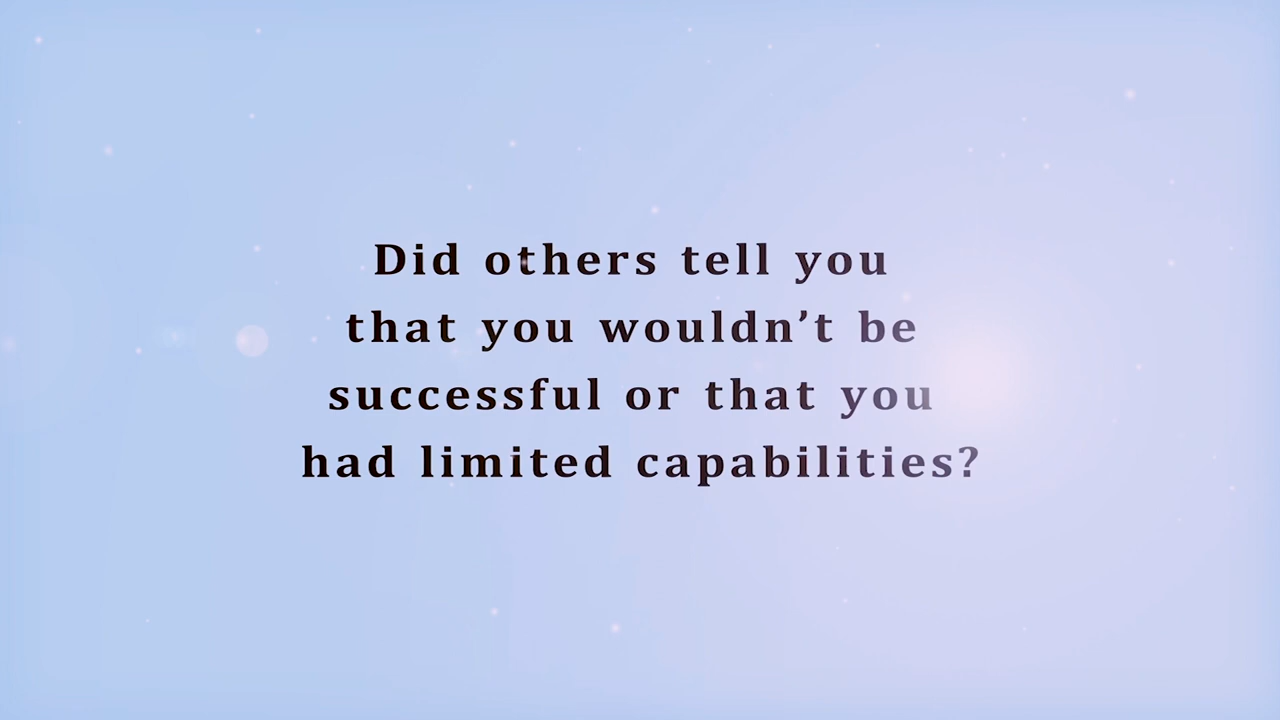 Did others tell you
that you wouldn’t be
successful or that you
had limited capabilities?